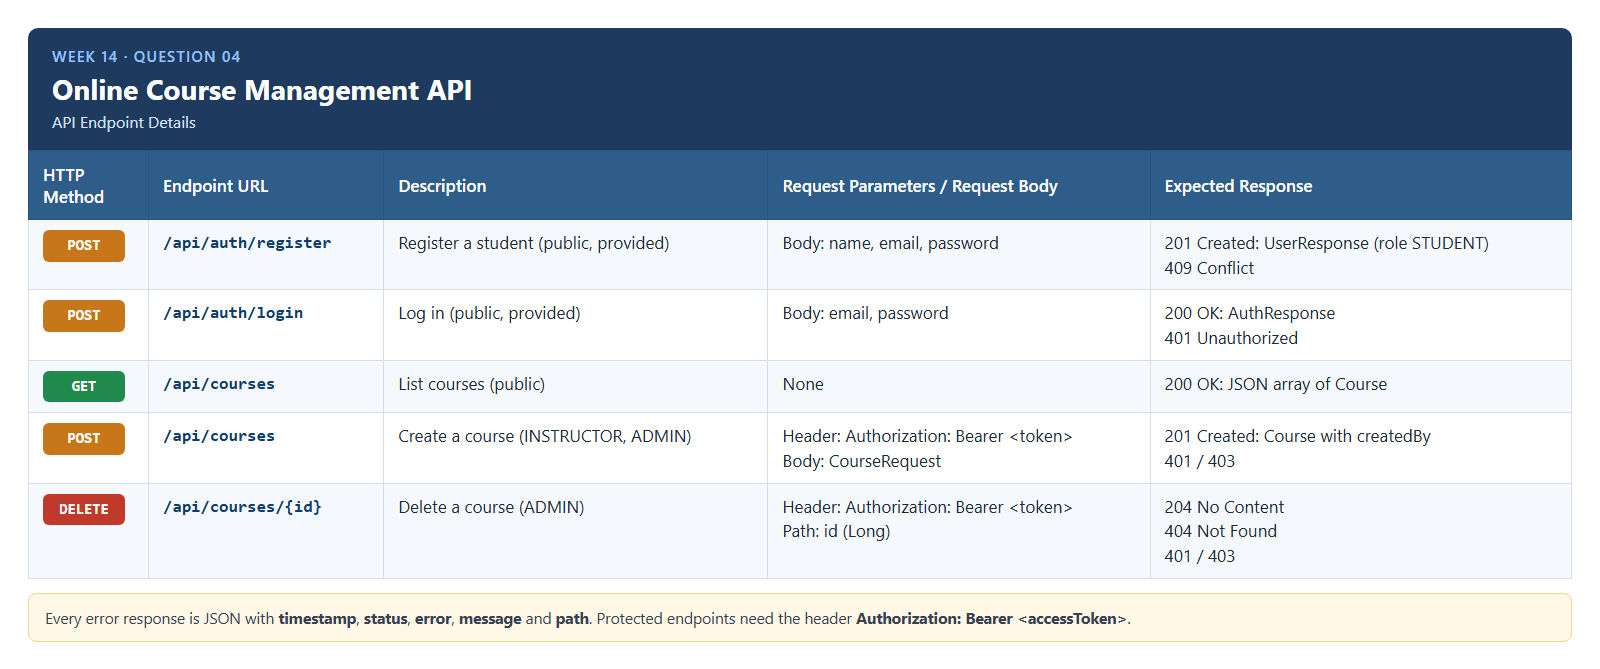 WEEK 14 · QUESTION 04
Online Course Management API
API Endpoint Details
HTTP Method
Endpoint URL
Description
Request Parameters / Request Body
Expected Response
POST
/api/auth/register
Register a student (public, provided)
Body: name, email, password
201 Created: UserResponse (role STUDENT)
409 Conflict
POST
/api/auth/login
Log in (public, provided)
Body: email, password
200 OK: AuthResponse
401 Unauthorized
GET
/api/courses
List courses (public)
None
200 OK: JSON array of Course
POST
/api/courses
Create a course (INSTRUCTOR, ADMIN)
Header: Authorization: Bearer <token>
Body: CourseRequest
201 Created: Course with createdBy
401 / 403
DELETE
/api/courses/{id}
Delete a course (ADMIN)
Header: Authorization: Bearer <token>
Path: id (Long)
204 No Content
404 Not Found
401 / 403
Every error response is JSON with timestamp, status, error, message and path. Protected endpoints need the header Authorization: Bearer <accessToken>.